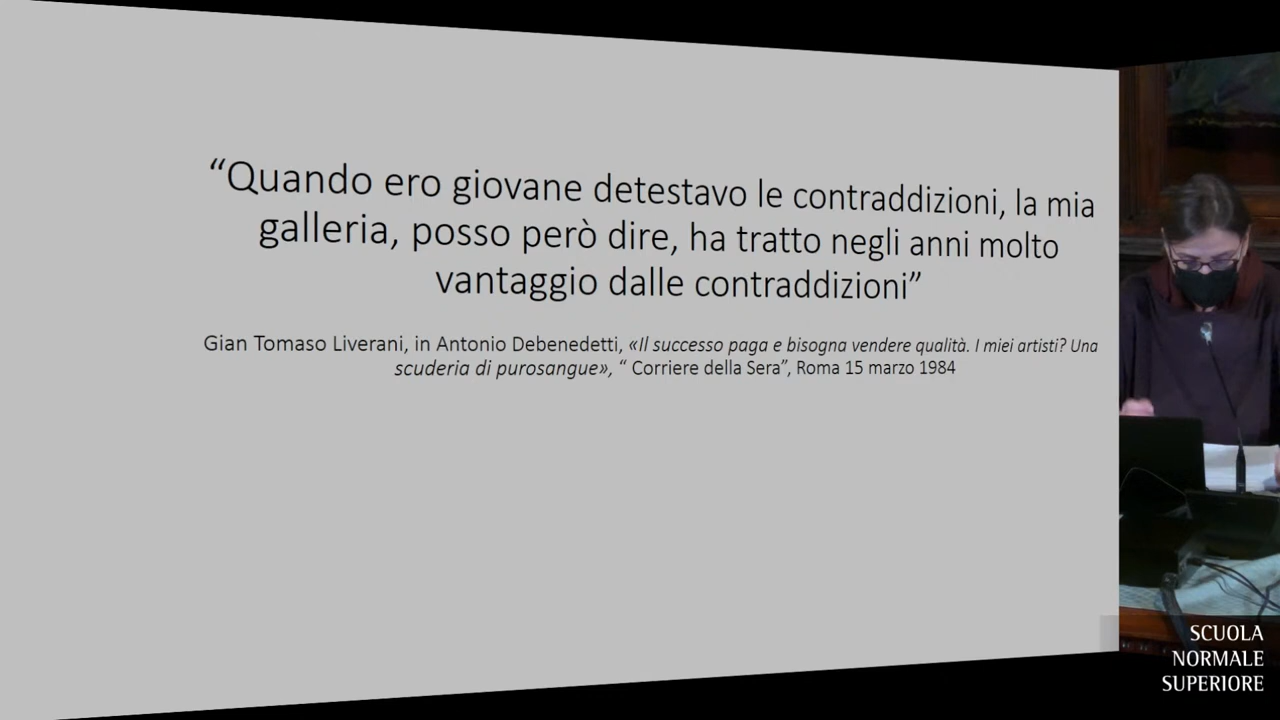 “Quando ero giovane detestavo le contraddizioni, la mia
galleria, posso però dire, ha tratto negli anni molto
vantaggio dalle contraddizioni”
Gian Tomaso Liverani, in Antonio Debenedetti, «Il successo paga e bisogna vendere qualità. I miei artisti? Una
scuderia di purosangue», “ Corriere della Sera”, Roma 15 marzo 1984
SCUOLA
NORMALE
SUPERIORE